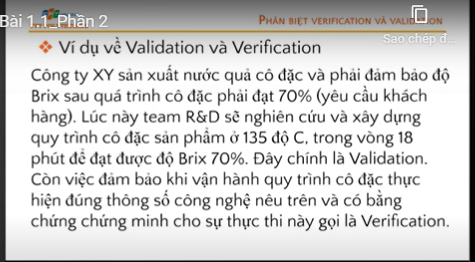 Bài 1.1_Phần 2
PHÂN BIỆT VERIFICATION VÀ VALIDATION
Sao chép đ...
Ví dụ về Validation và Verification
Công ty XY sản xuất nước quả cô đặc và phải đảm bảo độ
Brix sau quá trình cô đặc phải đạt 70% (yêu cầu khách
hàng). Lúc này team R&D sẽ nghiên cứu và xây dựng
quy trình cô đặc sản phẩm ở 135 độ C, trong vòng 18
phút để đạt được độ Brix 70%. Đây chính là Validation.
Còn việc đảm bảo khi vận hành quy trình cô đặc thực
hiện đúng thông số công nghệ nêu trên và có bằng
chứng chứng minh cho sự thực thi này gọi là Verification.